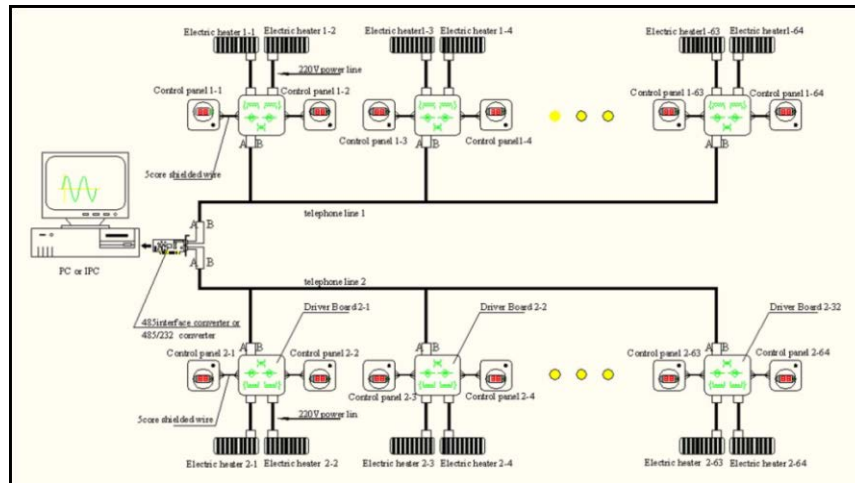 Electric heater 1-1
Electric heater 1-2
Electric heater1-3
Electric heater 1-4
Electric heater1-63
Electric heater1-64
220V power line
Control panel 1-1
Control panel 1-2
Control panel 1-3
Control panel1-4
Control panel 1-63
Control panel 1-64
A B
A B
A B
5core shielded wire
telephone line 1
A B
PC or IPC
A B
telephone line 2
485interface converter or
485/232 converter
Driver Board 2-1
Driver Board 2-2
Driver Board 2-32
A B
A B
A B
Control panel 2-1
Control panel 2-2
Control panel 2-3
Control panel 2-4
Control panel 2-63
Control panel 2-64
5core shielded wire
220V power lin
Electric heater 2-1
Electric heater 2-2
Electric heater 2-3
Electric heater 2-4
Electric heater 2-63
Electric heater 2-64